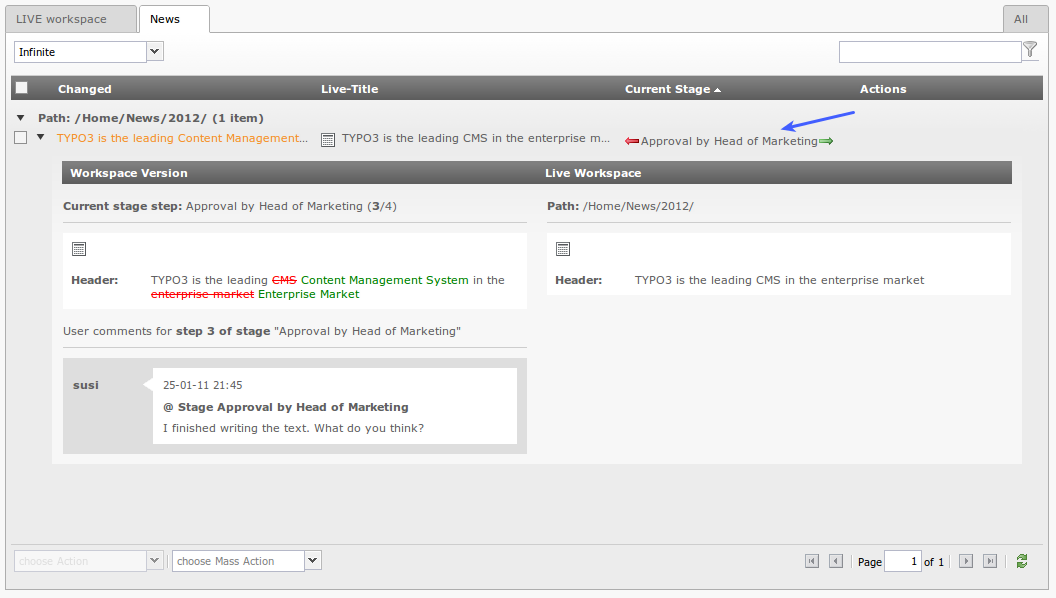 LIVE workspace News All
Infinite
Changed Live-Title Current Stage Actions
Path: /Home/News/2012/ (1 item)
TYPO3 is the leading Content Management... TYPO3 is the leading CMS in the enterprise m... Approval by Head of Marketing
Workspace Version Live Workspace
Current stage step: Approval by Head of Marketing (3/4) Path: /Home/News/2012/
Header: TYPO3 is the leading CMS Content Management System in the Header: TYPO3 is the leading CMS in the enterprise market
enterprise market Enterprise Market
User comments for step 3 of stage "Approval by Head of Marketing"
susi 25-01-11 21:45
@ Stage Approval by Head of Marketing
I finished writing the text. What do you think?
choose Action choose Mass Action Page 1 of 1